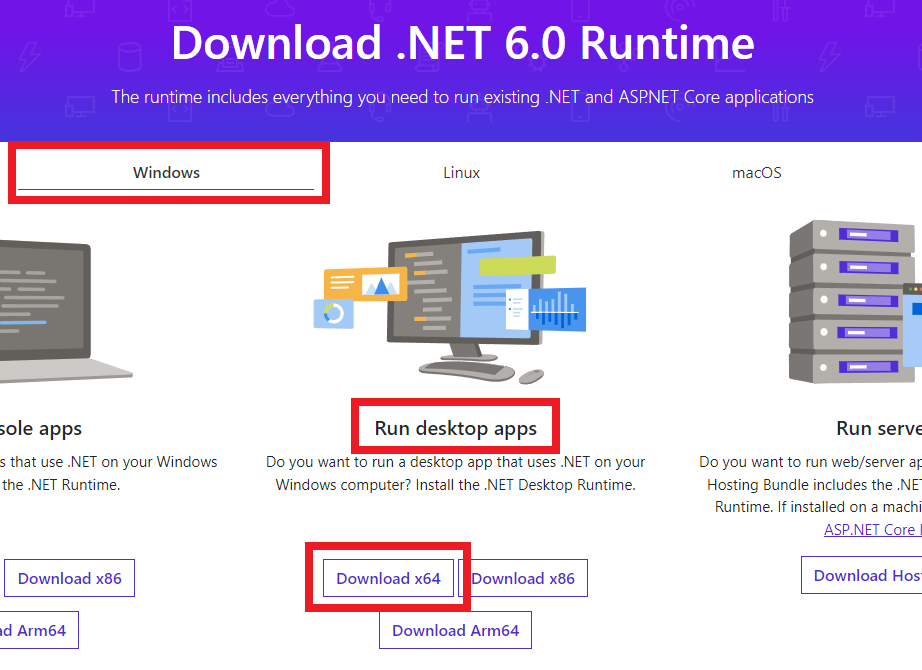 Download .NET 6.0 Runtime
The runtime includes everything you need to run existing .NET and ASP.NET Core applications
Windows
Linux
macOS
sole apps
s that use .NET on your Windows
the .NET Runtime.
Download x86
ad Arm64
Run desktop apps
Do you want to run a desktop app that uses .NET on your
Windows computer? Install the .NET Desktop Runtime.
Download x64
Download x86
Download Arm64
Run serve
Do you want to run web/server ap
Hosting Bundle includes the .NET
Runtime. If installed on a machi
ASP.NET Core
Download Host